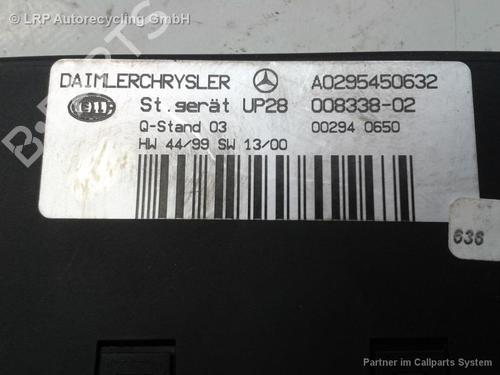 © LRP Autorecycling GmbH
DAIMLERCHRYSLER A0295450632
St.gerät UP28 008338-02
Q-Stand 03 00294 0650
HW 44/99 SW 13/00
636
Partner im Callparts System